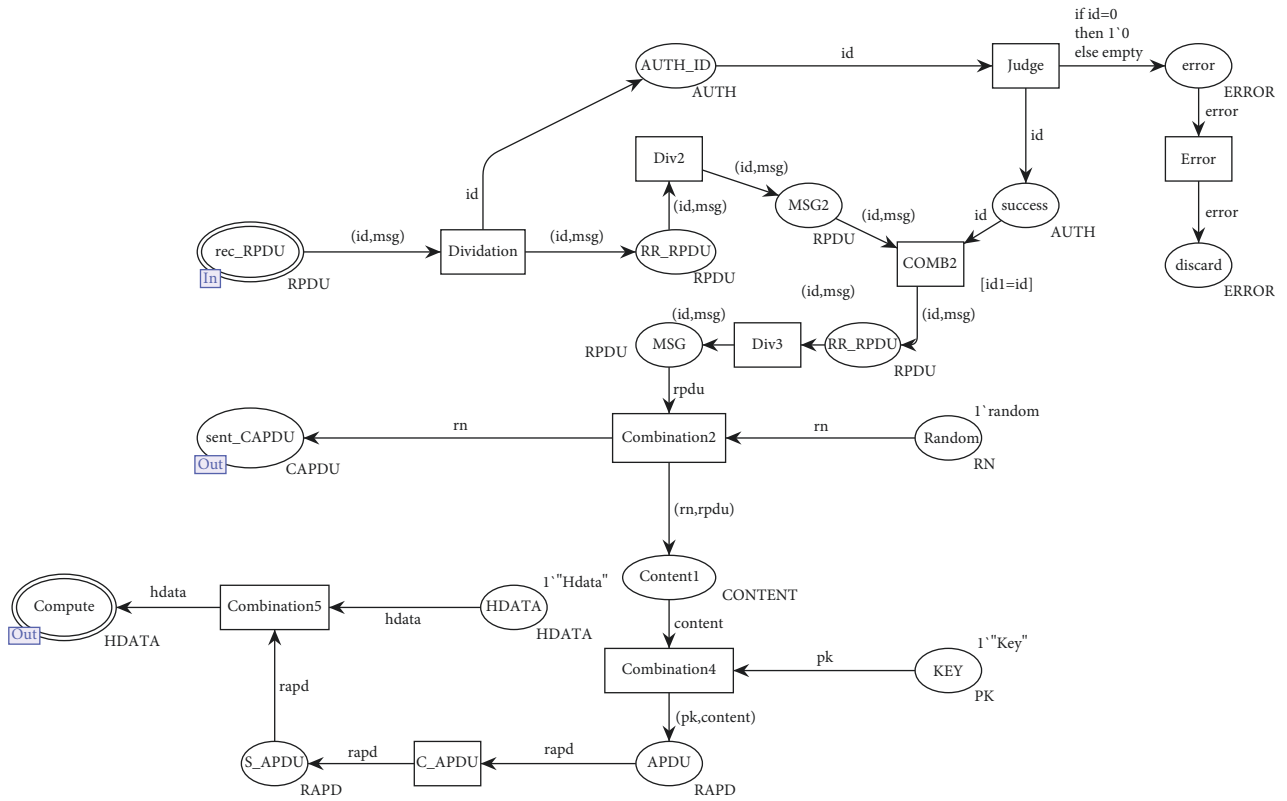 if id=0
then 1`0
else empty
AUTH_ID
id
Judge
error
AUTH
ERROR
error
id
Div2
(id,msg)
Error
id
(id,msg)
MSG2
(id,msg)
success
error
rec_RPDU
(id,msg)
Dividation
(id,msg)
RR_RPDU
RPDU
id
AUTH
COMB2
discard
In
RPDU
RPDU
[id1=id]
ERROR
(id,msg)
(id,msg)
(id,msg)
RPDU
MSG
Div3
RR_RPDU
RPDU
rpdu
1`random
sent_CAPDU
rn
Combination2
rn
Random
Out
CAPDU
RN
(rn,rpdu)
Compute
hdata
Combination5
1`"Hdata"
HDATA
hdata
Content1
CONTENT
Out
HDATA
HDATA
content
1`"Key"
Combination4
pk
KEY
PK
rapd
(pk,content)
S_APDU
rapd
C_APDU
rapd
APDU
RAPD
RAPD